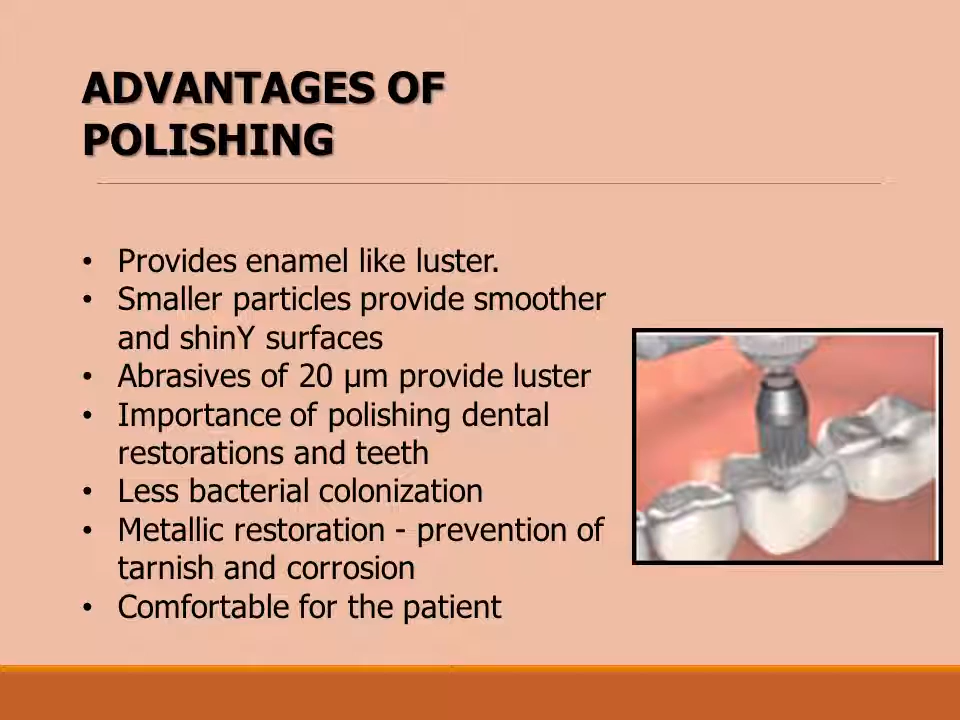 ADVANTAGES OF
POLISHING
• Provides enamel like luster.
• Smaller particles provide smoother
and shinY surfaces
• Abrasives of 20 µm provide luster
• Importance of polishing dental
restorations and teeth
• Less bacterial colonization
• Metallic restoration - prevention of
tarnish and corrosion
• Comfortable for the patient